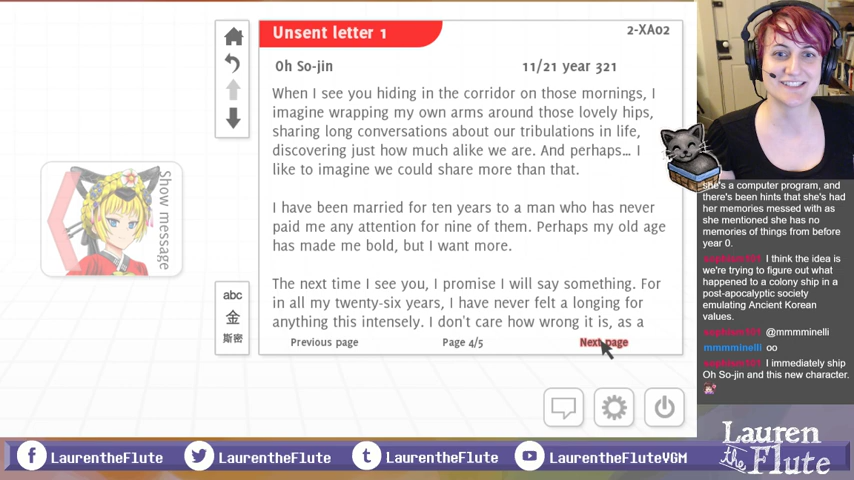 Unsent letter 1
2-XA02
Oh So-jin
11/21 year 321
When I see you hiding in the corridor on those mornings, I
imagine wrapping my own arms around those lovely hips,
sharing long conversations about our tribulations in life,
discovering just how much alike we are. And perhaps... I
like to imagine we could share more than that.
I have been married for ten years to a man who has never
paid me any attention for nine of them. Perhaps my old age
has made me bold, but I want more.
The next time I see you, I promise I will say something. For
in all my twenty-six years, I have never felt a longing for
anything this intensely. I don't care how wrong it is, as a
Previous page
Page 4/5
Next page
Show message
abc
金
斯密
she's a computer program, and
there's been hints that she's had
her memories messed with as
she mentioned she has no
memories of things from before
year 0.
I think the idea is
we're trying to figure out what
happened to a colony ship in a
post-apocalyptic society
emulating Ancient Korean
values.
@mmmminelli
mmmminelli oo
I immediately ship
Oh So-jin and this new character.
LaurentheFlute
LaurentheFlute
LaurentheFlute
LaurentheFluteVGM
Lauren
the Flute